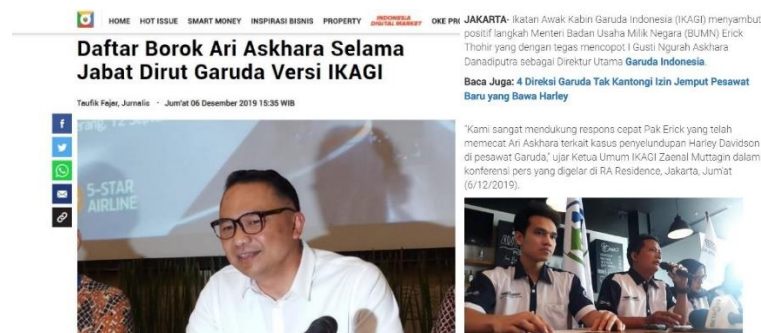 HOME HOT ISSUE SMART MONEY INSPIRASI BISNIS PROPERTY INDONESIA DIGITAL MARKET OKE PRO
Daftar Borok Ari Askhara Selama
Jabat Dirut Garuda Versi IKAGI
Taufik Fajar, Jurnalis · Jum'at 06 Desember 2019 15:35 WIB
5-STAR
AIRLINE
JAKARTA- Ikatan Awak Kabin Garuda Indonesia (IKAGI) menyambut
positif langkah Menteri Badan Usaha Milik Negara (BUMN) Erick
Thohir yang dengan tegas mencopot I Gusti Ngurah Askhara
Danadiputra sebagai Direktur Utama Garuda Indonesia.
Baca Juga: 4 Direksi Garuda Tak Kantongi Izin Jemput Pesawat
Baru yang Bawa Harley
"Kami sangat mendukung respons cepat Pak Erick yang telah
memecat Ari Askhara terkait kasus penyelundupan Harley Davidson
di pesawat Garuda," ujar Ketua Umum IKAGI Zaenal Muttaqin dalam
konferensi pers yang digelar di RA Residence, Jakarta, Jum'at
(6/12/2019).